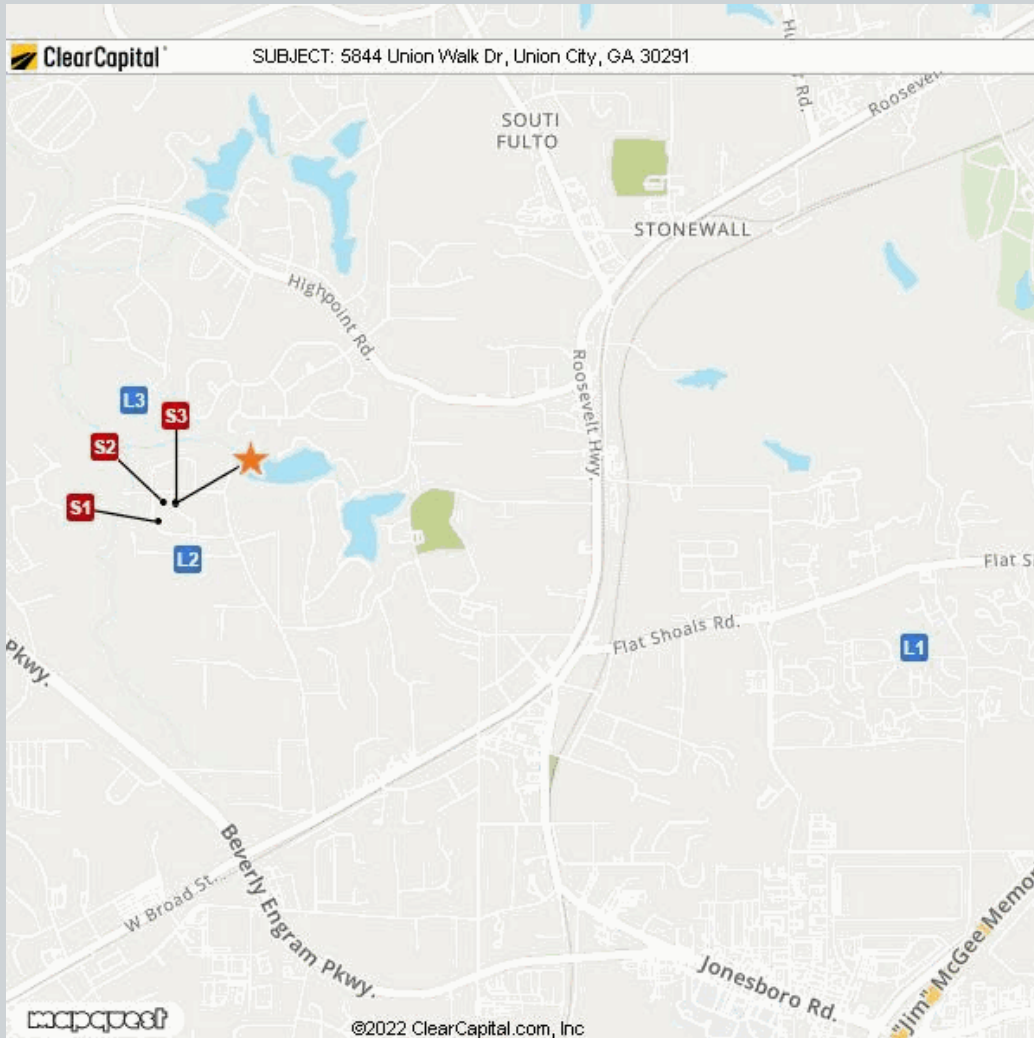 ClearCapital®
SUBJECT: 5844 Union Walk Dr, Union City, GA 30291
Rd.
Roosevelt
SOUTI
FULTO
STONEWALL
Highpoint Rd.
Roosevelt Hwy.
L3
S3
S2
S1
L2
Flat S
Flat Shoals Rd.
L1
Pkwy.
Beverly Engram Pkwy.
W Broad St.
Jonesboro Rd.
"Jim" McGee Memor
mapquest
©2022 ClearCapital.com, Inc